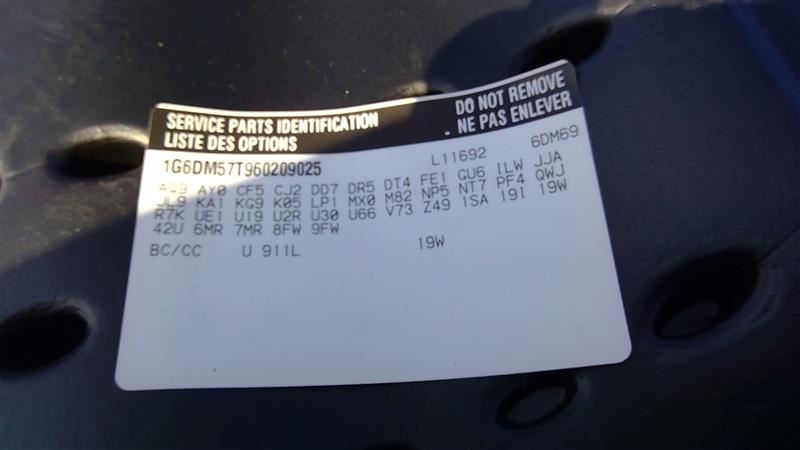 SERVICE PARTS IDENTIFICATION DO NOT REMOVE
LISTE DES OPTIONS . NE PAS ENLEVER
1G6DM57T960209025 L11692 6DM69
AQ9 AY0 CF5 CJ2 DD7 DR5 DT4 FE1 GU6 ILW JJA
JL9 KA1 KG9 K05 LP1 MX0 M82 NP5 NT7 PF4 QWJ
R7K UE1 U19 U2R U30 U66 V73 Z49 1SA 19I 19W
42U 6MR 7MR 8FW 9FW
BC/CC U 911L 19W